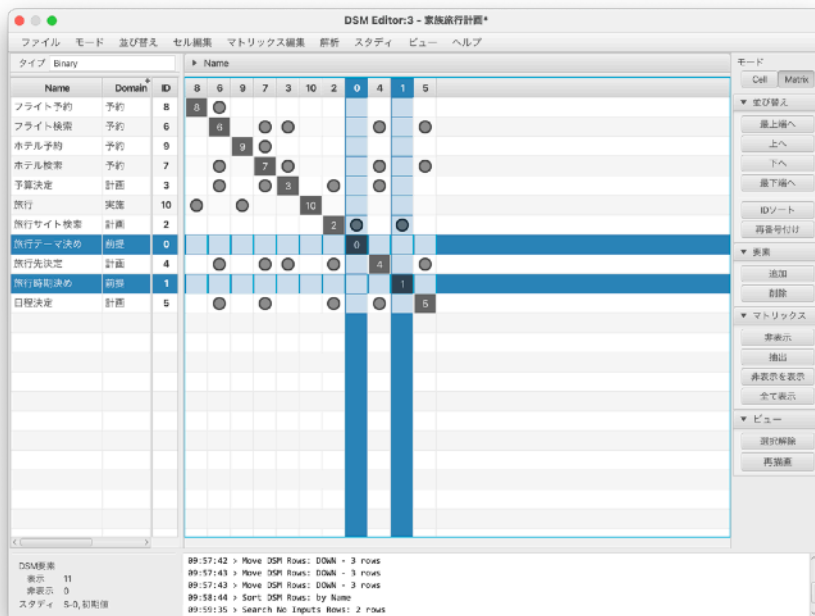 DSM Editor:3 - 家族旅行計画*
ファイル モード 並び替え セル編集 マトリックス編集 解析 スタディ ビュー ヘルプ
タイプ Binary
Name
モード
Cell Matrix
Name Domain ID 8 6 9 7 3 10 2 0 4 1 5
フライト予約 予約 8 8
フライト検索 予約 6 6
ホテル予約 予約 9 9
ホテル検索 予約 7 7
予算決定 計画 3 3
旅行 実施 10 10
旅行サイト検索 計画 2 2
旅行テーマ決め 前提 0 0
旅行先決定 計画 4 4
旅行時期決め 前提 1 1
日程決定 計画 5 5
並び替え
最上端へ
上へ
下へ
最下端へ
IDソート
再番号付け
要素
追加
削除
マトリックス
非表示
抽出
非表示を表示
全て表示
ビュー
選択解除
再描画
DSM要素
表示 11
非表示 0
スタディ S-0,初期値
09:57:42 > Move DSM Rows: DOWN - 3 rows
09:57:43 > Move DSM Rows: DOWN - 3 rows
09:57:43 > Move DSM Rows: DOWN - 3 rows
09:58:44 > Sort DSM Rows: by Name
09:59:35 > Search No Inputs Rows: 2 rows